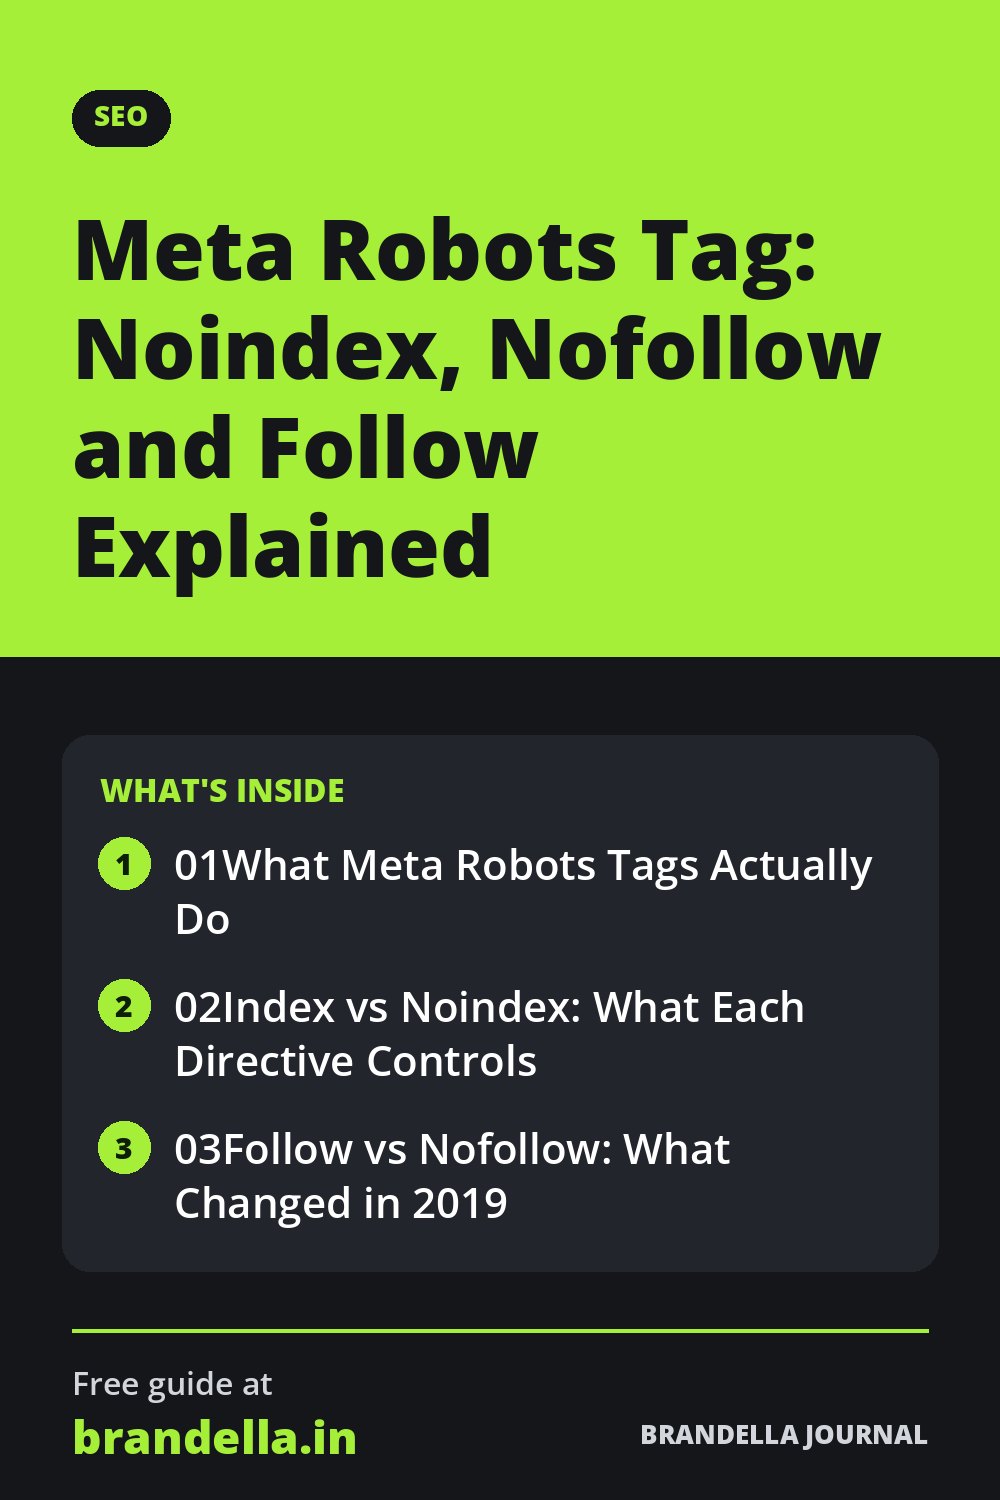 SEO
Meta Robots Tag:
Noindex, Nofollow
and Follow
Explained
WHAT'S INSIDE
1 01What Meta Robots Tags Actually
Do
2 02Index vs Noindex: What Each
Directive Controls
3 03Follow vs Nofollow: What
Changed in 2019
Free guide at
brandella.in
BRANDELLA JOURNAL